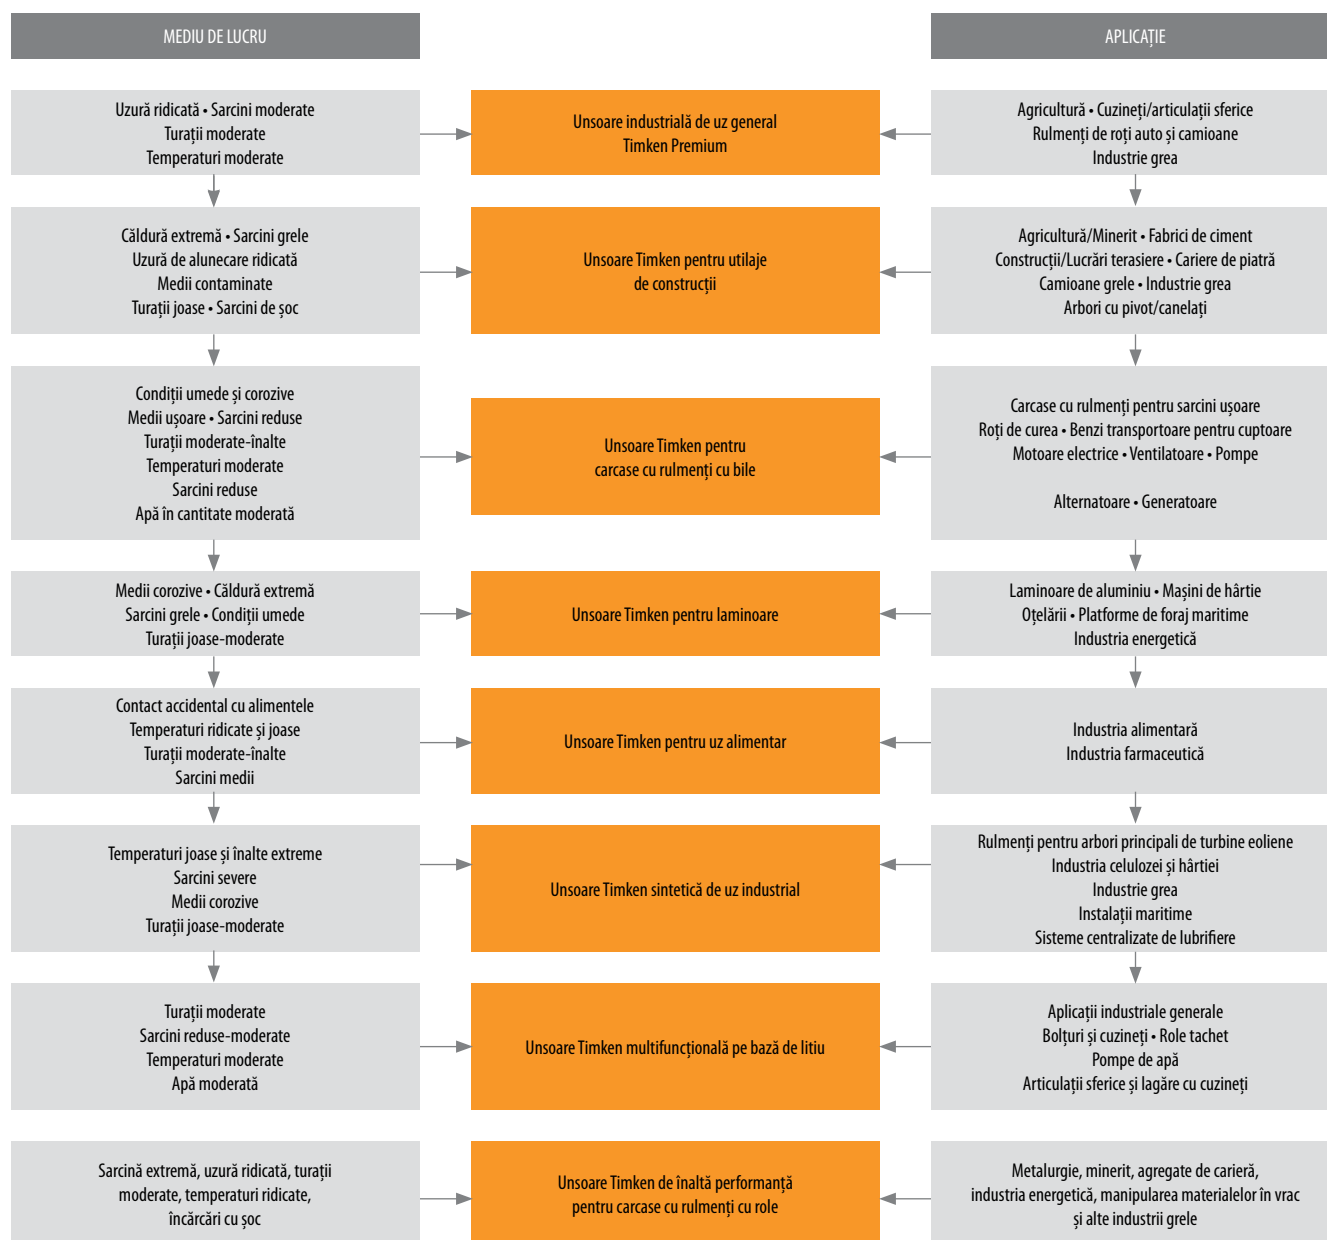 MEDIU DE LUCRU
APLICAȚIE
Uzură ridicată • Sarcini moderate
Turații moderate
Temperaturi moderate
Unsoare industrială de uz general
Timken Premium
Agricultură • Cuzineți/articulații sferice
Rulmenți de roți auto și camioane
Industrie grea
Căldură extremă • Sarcini grele
Uzură de alunecare ridicată
Medii contaminate
Turații joase • Sarcini de șoc
Unsoare Timken pentru utilaje
de construcții
Agricultură/Minerit • Fabrici de ciment
Construcții/Lucrări terasiere • Cariere de piatră
Camioane grele • Industrie grea
Arbori cu pivot/canelați
Condiții umede și corozive
Medii ușoare • Sarcini reduse
Turații moderate-înalte
Temperaturi moderate
Sarcini reduse
Apă în cantitate moderată
Unsoare Timken pentru
carcase cu rulmenți cu bile
Carcase cu rulmenți pentru sarcini ușoare
Roți de curea • Benzi transportoare pentru cuptoare
Motoare electrice • Ventilatoare • Pompe
Alternatoare • Generatoare
Medii corozive • Căldură extremă
Sarcini grele • Condiții umede
Turații joase-moderate
Unsoare Timken pentru laminoare
Laminoare de aluminiu • Mașini de hârtie
Oțelării • Platforme de foraj maritime
Industria energetică
Contact accidental cu alimentele
Temperaturi ridicate și joase
Turații moderate-înalte
Sarcini medii
Unsoare Timken pentru uz alimentar
Industria alimentară
Industria farmaceutică
Temperaturi joase și înalte extreme
Sarcini severe
Medii corozive
Turații joase-moderate
Unsoare Timken sintetică de uz industrial
Rulmenți pentru arbori principali de turbine eoliene
Industria celulozei și hârtiei
Industrie grea
Instalații maritime
Sisteme centralizate de lubrifiere
Turații moderate
Sarcini reduse-moderate
Temperaturi moderate
Apă moderată
Unsoare Timken multifuncțională pe bază de litiu
Aplicații industriale generale
Bolțuri și cuzineți • Role tachet
Pompe de apă
Articulații sferice și lagăre cu cuzineți
Sarcină extremă, uzură ridicată, turații
moderate, temperaturi ridicate,
încărcări cu șoc
Unsoare Timken de înaltă performanță
pentru carcase cu rulmenți cu role
Metalurgie, minerit, agregate de carieră,
industria energetică, manipularea materialelor în vrac
și alte industrii grele